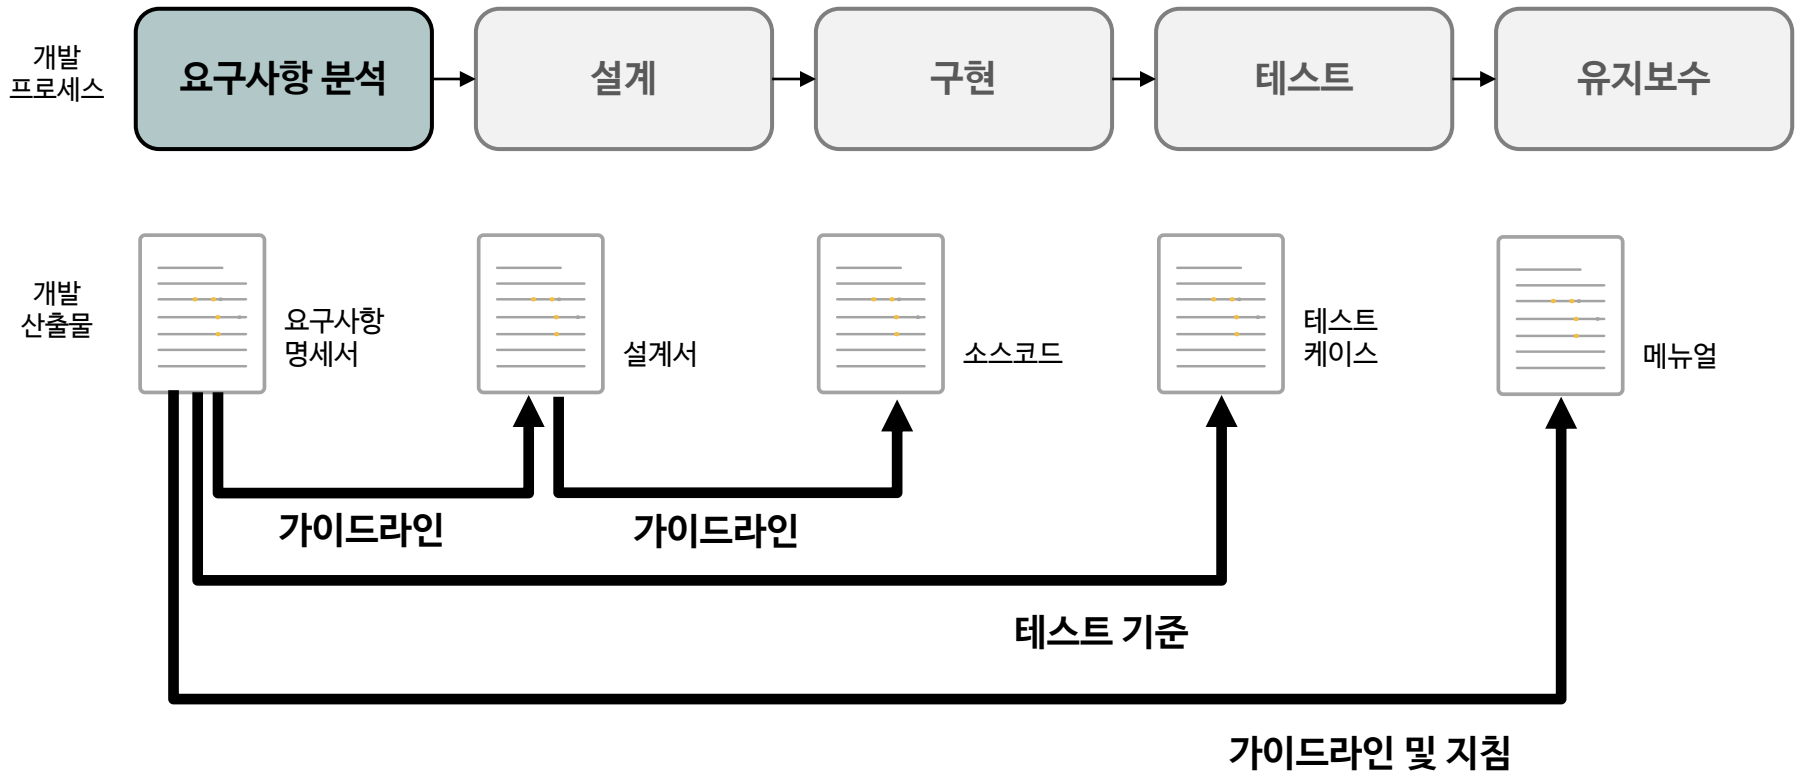 개발
프로세스
요구사항 분석
설계
구현
테스트
유지보수
개발
산출물
요구사항
명세서
설계서
소스코드
테스트
케이스
메뉴얼
가이드라인
가이드라인
테스트 기준
가이드라인 및 지침